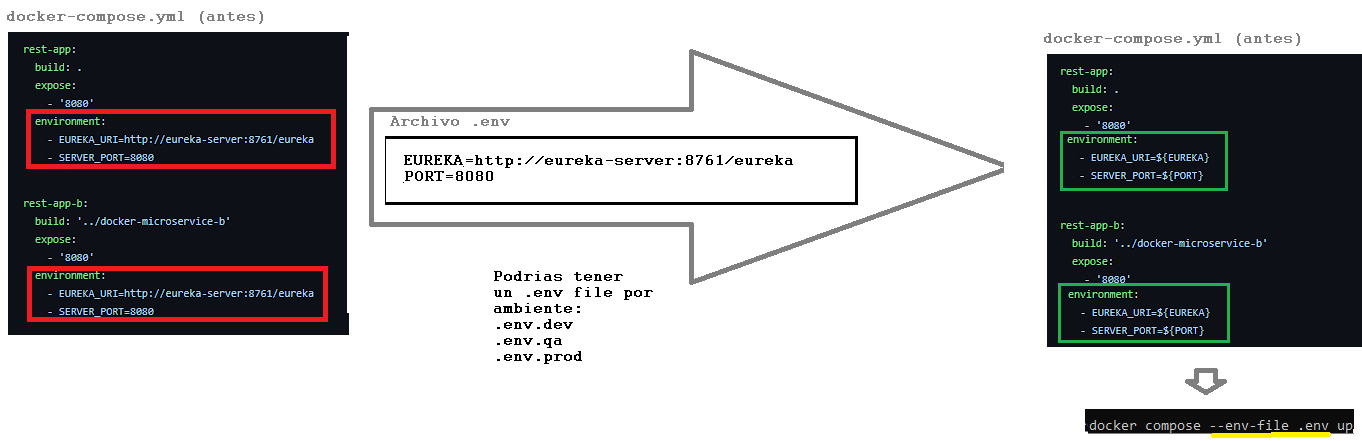 docker-compose.yml (antes)
rest-app:
build: .
expose:
- '8080'
environment:
- EUREKA_URI=http://eureka-server:8761/eureka
- SERVER_PORT=8080
rest-app-b:
build: '../docker-microservice-b'
expose:
- '8080'
environment:
- EUREKA_URI=http://eureka-server:8761/eureka
- SERVER_PORT=8080
Archivo .env
EUREKA=http://eureka-server:8761/eureka
PORT=8080
Podrias tener
un .env file por
ambiente:
.env.dev
.env.qa
.env.prod
docker-compose.yml (antes)
rest-app:
build: .
expose:
- '8080'
environment:
- EUREKA_URI=${EUREKA}
- SERVER_PORT=${PORT}
rest-app-b:
build: '../docker-microservice-b'
expose:
- '8080'
environment:
- EUREKA_URI=${EUREKA}
- SERVER_PORT=${PORT}
docker compose --env-file .env up